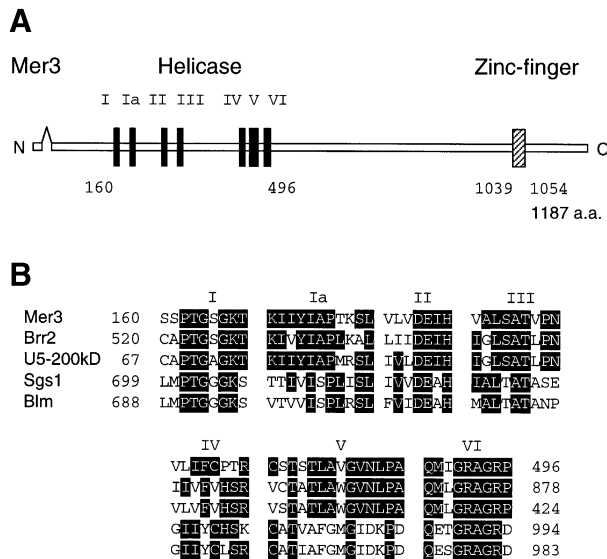 A
Mer3 Helicase Zinc-finger
I Ia II III IV V VI
N C
160 496 1039 1054
1187 a.a.
B
I Ia II III
Mer3 160 SSPTGSGKT KIIYIAPTKSL VLVDEIH VALSATVPN
Brr2 520 CAPTGSGKT KIVYIAPLKAL LIIDEIH IGLSATLPN
U5-200kD 67 CAPTGAGKT KIIYIAPMRSL IVLDEIH IGLSATLPN
Sgs1 699 LMPTGGGKS TTIVISPLISL IVVDEAH IALTATASE
Blm 688 LMPTGGGKS VTVVISPLRSL FVIDEAH MALTATANP
IV V VI
VLIFCPTR CSTSTLAVGVNLPA QMIGRAGRP 496
IIVFVHSR VCTATLAWGVNLPA QMLGRAGRP 878
VLVFVHSR VSTATLAWGVNLPA QMLGRAGRP 424
GIIYCHSK CATVAFGMGIDKPD QETGRAGRD 994
GIIYCLSR CATIAFGMGIDKPD QESGRAGRD 983